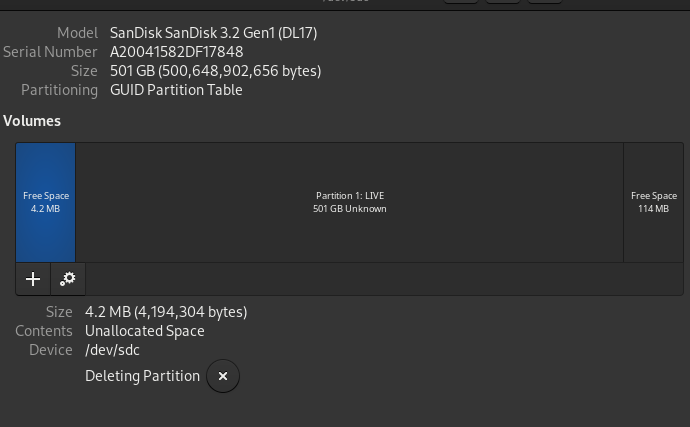 Model SanDisk SanDisk 3.2 Gen1 (DL17)
Serial Number A20041582DF17848
Size 501 GB (500,648,902,656 bytes)
Partitioning GUID Partition Table
Volumes
Free Space
4.2 MB
Partition 1: LIVE
501 GB Unknown
Free Space
114 MB
Size 4.2 MB (4,194,304 bytes)
Contents Unallocated Space
Device /dev/sdc
Deleting Partition